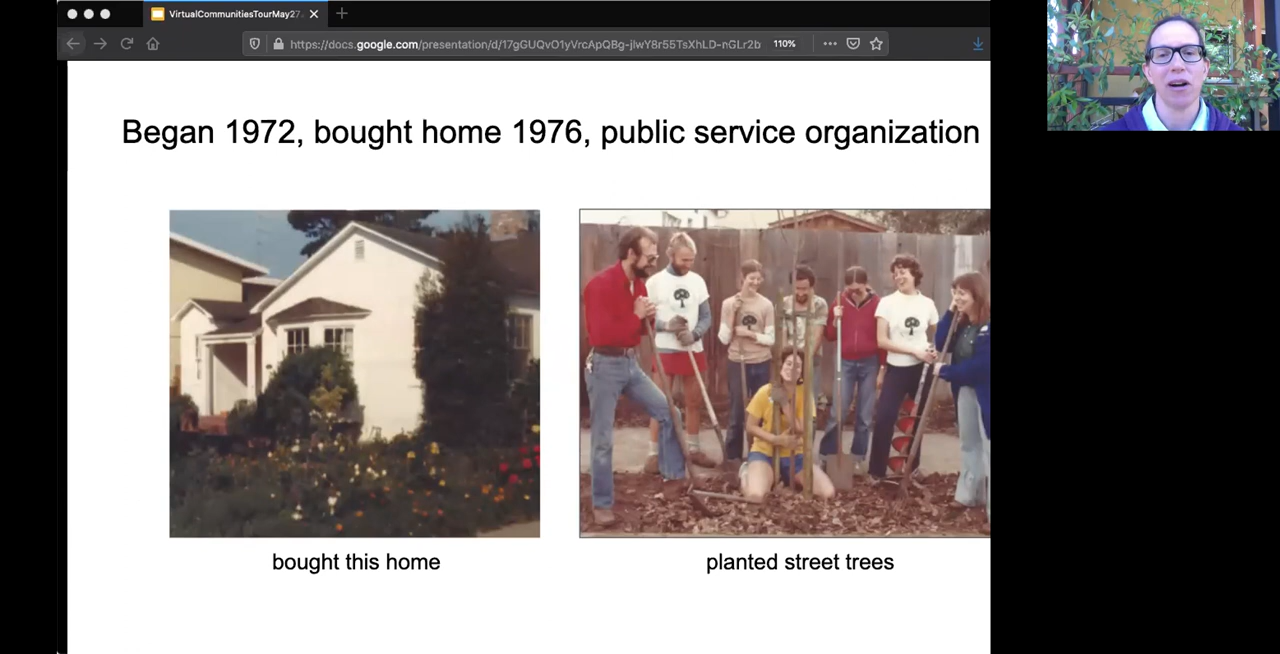 VirtualCommunitiesTourMay27
https://docs.google.com/presentation/d/17gGUQvO1yVrcApQBg-jlwY8r55TsXhLD-nGLr2b
110%
Began 1972, bought home 1976, public service organization
bought this home
planted street trees